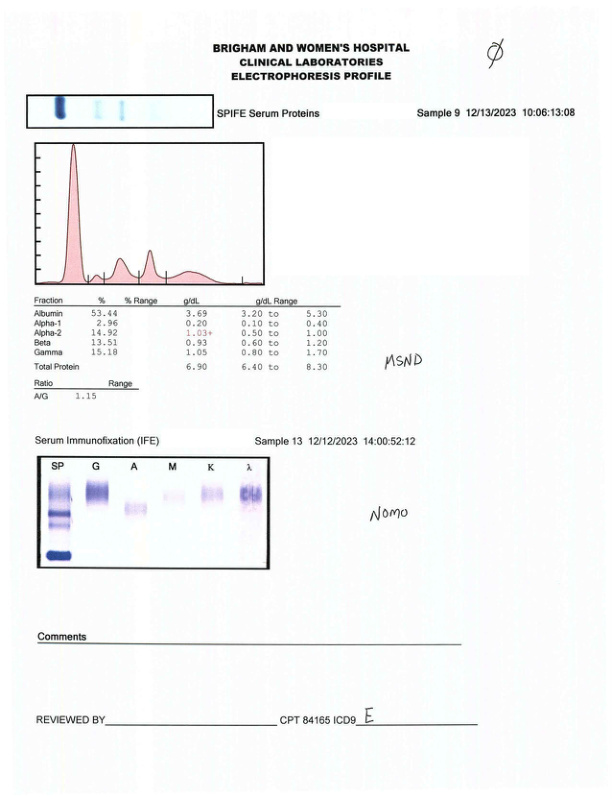 BRIGHAM AND WOMEN'S HOSPITAL
CLINICAL LABORATORIES
ELECTROPHORESIS PROFILE
Ø
SPIFE Serum Proteins Sample 9 12/13/2023 10:06:13:08
Fraction % % Range g/dL g/dL Range
Albumin 53.44 3.69 3.20 to 5.30
Alpha-1 2.96 0.20 0.10 to 0.40
Alpha-2 14.92 1.03+ 0.50 to 1.00
Beta 13.51 0.93 0.60 to 1.20
Gamma 15.18 1.05 0.80 to 1.70
Total Protein 6.90 6.40 to 8.30
MSND
Ratio Range
A/G 1.15
Serum Immunofixation (IFE) Sample 13 12/12/2023 14:00:52:12
SP G A M K λ
NOMO
Comments
REVIEWED BY CPT 84165 ICD9 E